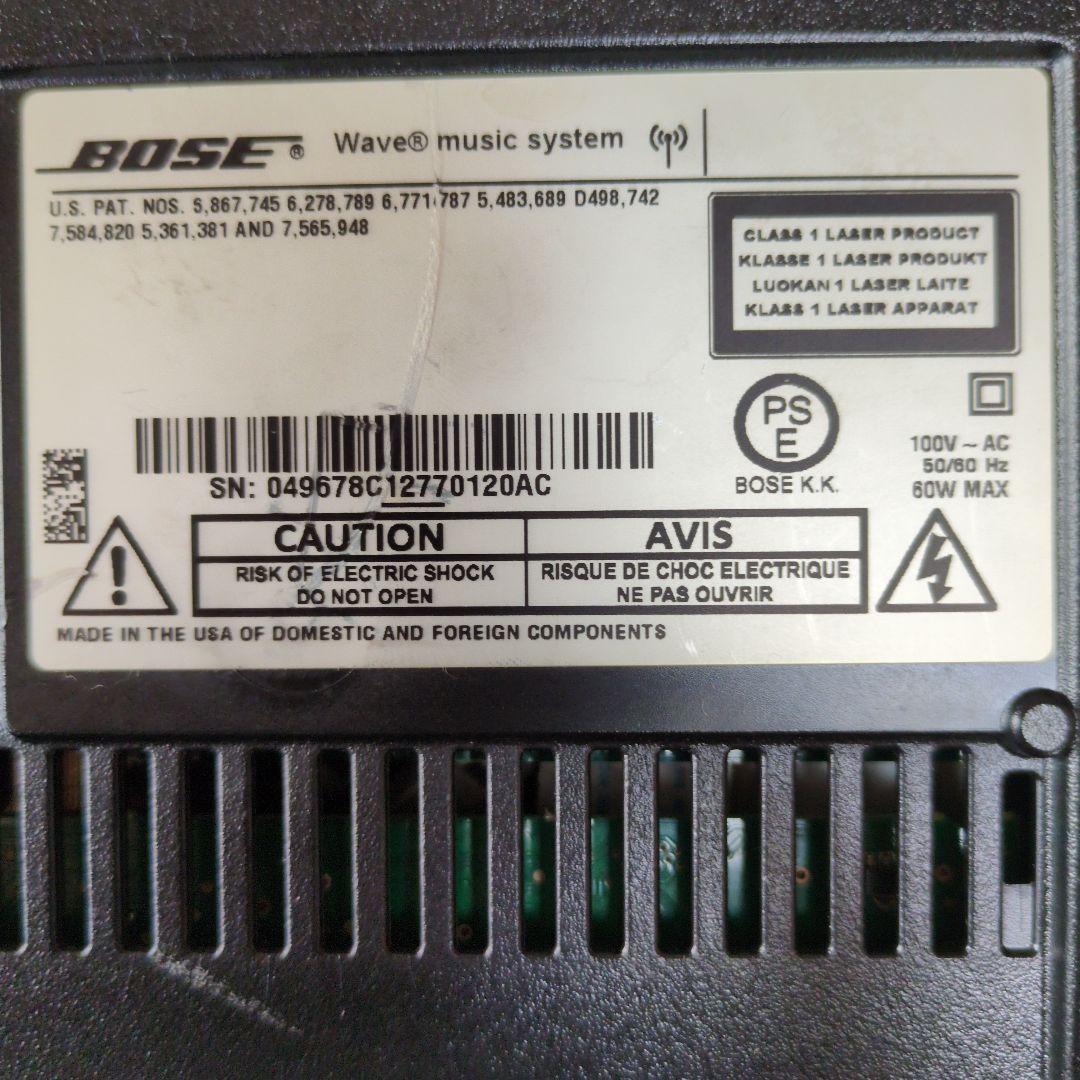 BOSE® Wave® music system
U.S. PAT. NOS. 5,867,745 6,278,789 6,771,787 5,483,689 D498,742
7,584,820 5,361,381 AND 7,565,948
CLASS 1 LASER PRODUCT
KLASSE 1 LASER PRODUKT
LUOKAN 1 LASER LAITE
KLASS 1 LASER APPARAT
PS
E
BOSE K.K.
100V ~ AC
50/60 Hz
60W MAX
SN: 049678C12770120AC
CAUTION
RISK OF ELECTRIC SHOCK
DO NOT OPEN
AVIS
RISQUE DE CHOC ELECTRIQUE
NE PAS OUVRIR
MADE IN THE USA OF DOMESTIC AND FOREIGN COMPONENTS